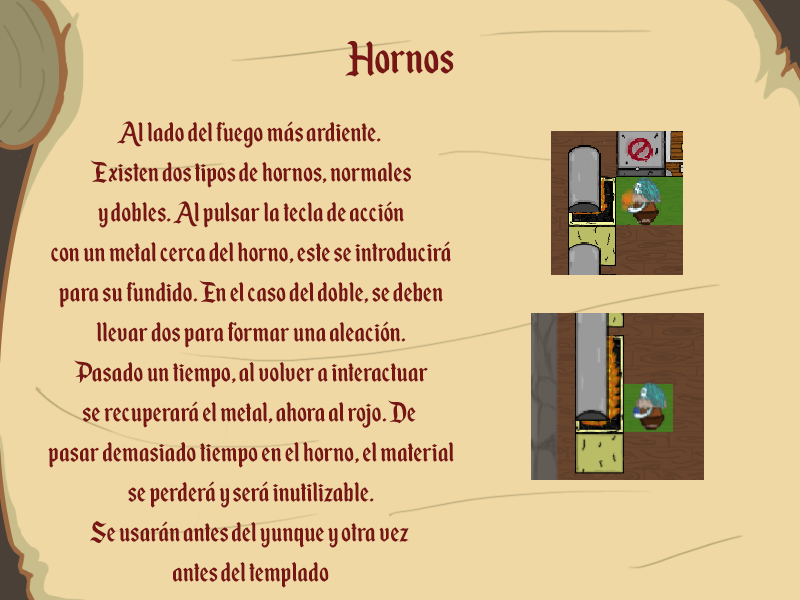 Hornos
Al lado del fuego más ardiente.
Existen dos tipos de hornos, normales
y dobles. Al pulsar la tecla de acción
con un metal cerca del horno, este se introducirá
para su fundido. En el caso del doble, se deben
llevar dos para formar una aleación.
Pasado un tiempo, al volver a interactuar
se recuperará el metal, ahora al rojo. De
pasar demasiado tiempo en el horno, el material
se perderá y será inutilizable.
Se usarán antes del yunque y otra vez
antes del templado